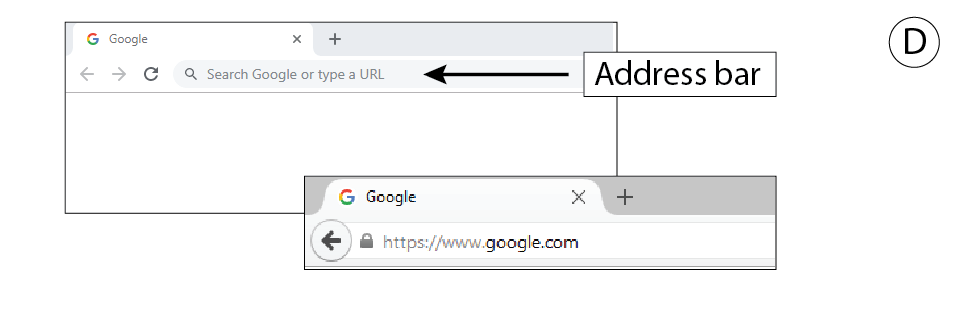 Google
D
Search Google or type a URL
Address bar
Google
https://www.google.com